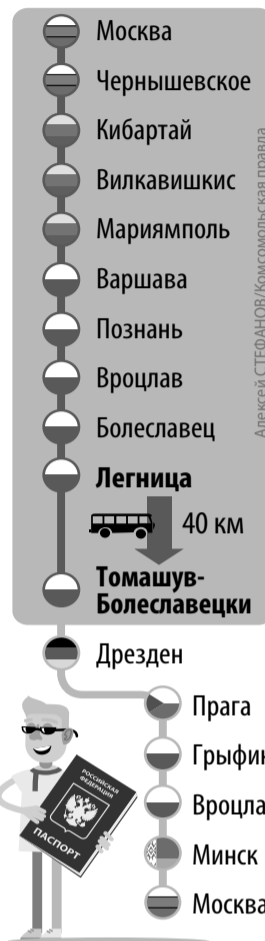 Москва
Чернышевское
Кибартай
Вилкавишкис
Мариямполь
Варшава
Познань
Вроцлав
Болеславец
Легница
40 км
Томашув-
Болеславецки
Дрезден
Прага
Грыфин
Вроцла
Минск
Москва
РОССИЙСКАЯ
ФЕДЕРАЦИЯ
ПАСПОРТ
Алексей СТЕФАНОВ/Комсомольская правда